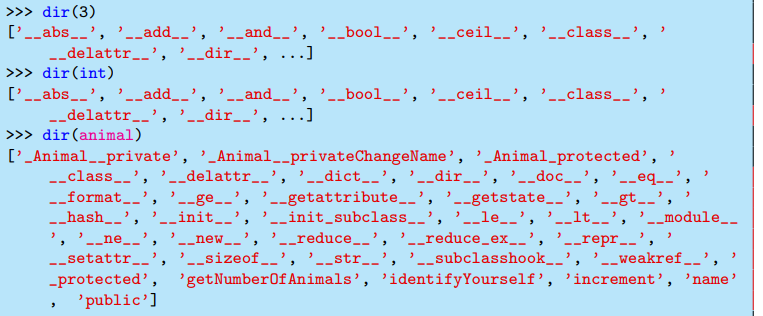 >>> dir(3)
['__abs__', '__add__', '__and__', '__bool__', '__ceil__', '__class__', '
__delattr__', '__dir__', ...]
>>> dir(int)
['__abs__', '__add__', '__and__', '__bool__', '__ceil__', '__class__', '
__delattr__', '__dir__', ...]
>>> dir(animal)
['_Animal__private', '_Animal__privateChangeName', '_Animal_protected', '
__class__', '__delattr__', '__dict__', '__dir__', '__doc__', '__eq__', '
__format__', '__ge__', '__getattribute__', '__getstate__', '__gt__', '
__hash__', '__init__', '__init_subclass__', '__le__', '__lt__', '__module__
', '__ne__', '__new__', '__reduce__', '__reduce_ex__', '__repr__', '
__setattr__', '__sizeof__', '__str__', '__subclasshook__', '__weakref__', '
_protected', 'getNumberOfAnimals', 'identifyYourself', 'increment', 'name'
, 'public']